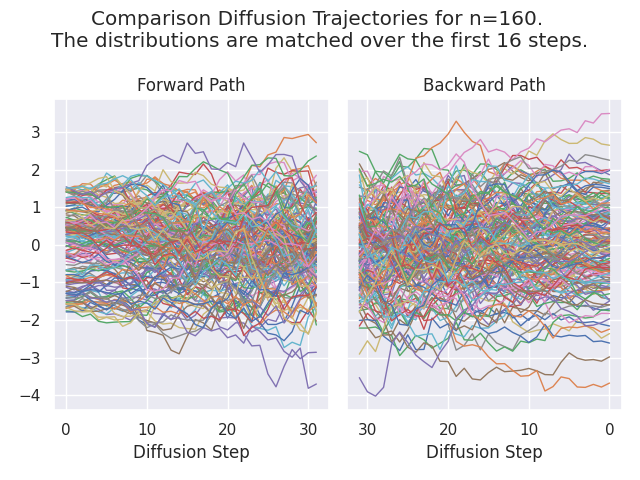 Comparison Diffusion Trajectories for n=160.
The distributions are matched over the first 16 steps.
Forward Path
Backward Path
3
2
1
0
−1
−2
−3
−4
0 10 20 30
30 20 10 0
Diffusion Step
Diffusion Step